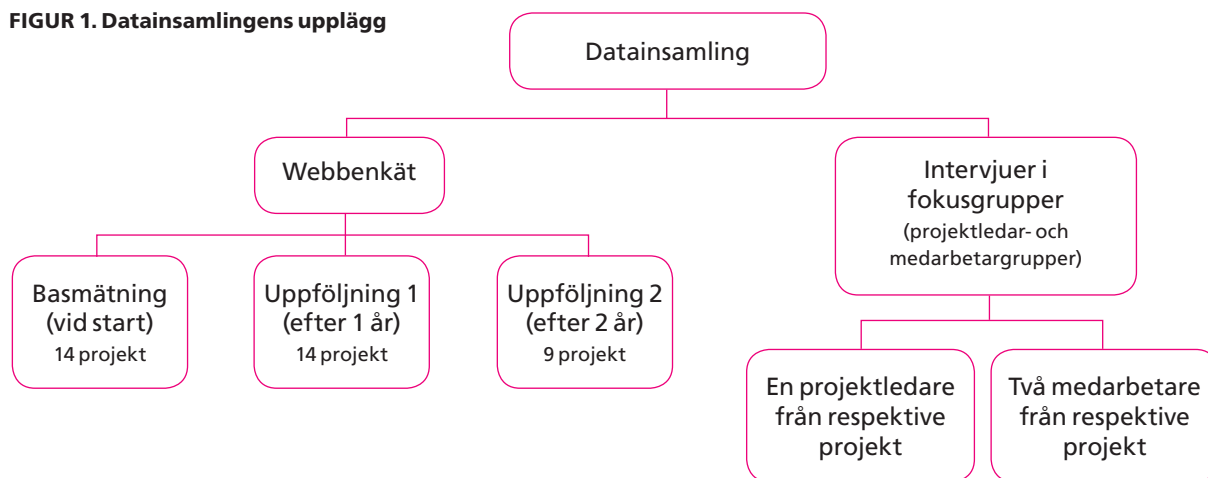 FIGUR 1. Datainsamlingens upplägg
Datainsamling
Webbenkät
Intervjuer i
fokusgrupper
(projektledar- och
medarbetargrupper)
Basmätning
(vid start)
14 projekt
Uppföljning 1
(efter 1 år)
14 projekt
Uppföljning 2
(efter 2 år)
9 projekt
En projektledare
från respektive
projekt
Två medarbetare
från respektive
projekt